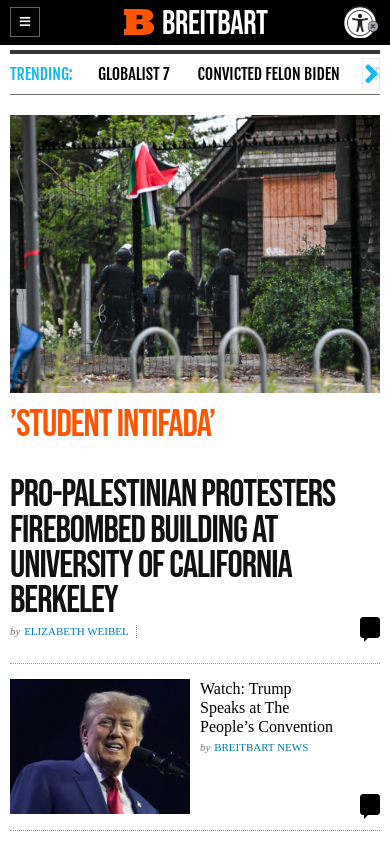 BREITBART
TRENDING:
GLOBALIST 7
CONVICTED FELON BIDEN
’STUDENT INTIFADA’
PRO-PALESTINIAN PROTESTERS
FIREBOMBED BUILDING AT
UNIVERSITY OF CALIFORNIA
BERKELEY
by ELIZABETH WEIBEL
Watch: Trump
Speaks at The
People’s Convention
by BREITBART NEWS